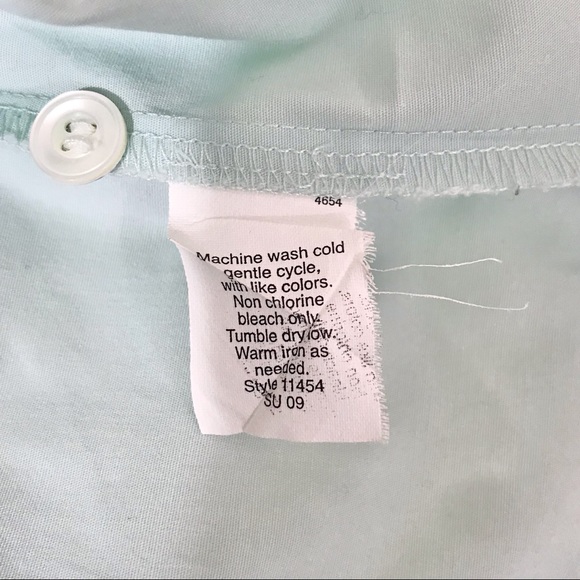 4654
Machine wash cold
gentle cycle,
with like colors.
Non chlorine
bleach only.
Tumble dry low.
Warm iron as
needed.
Style 11454
SU 09